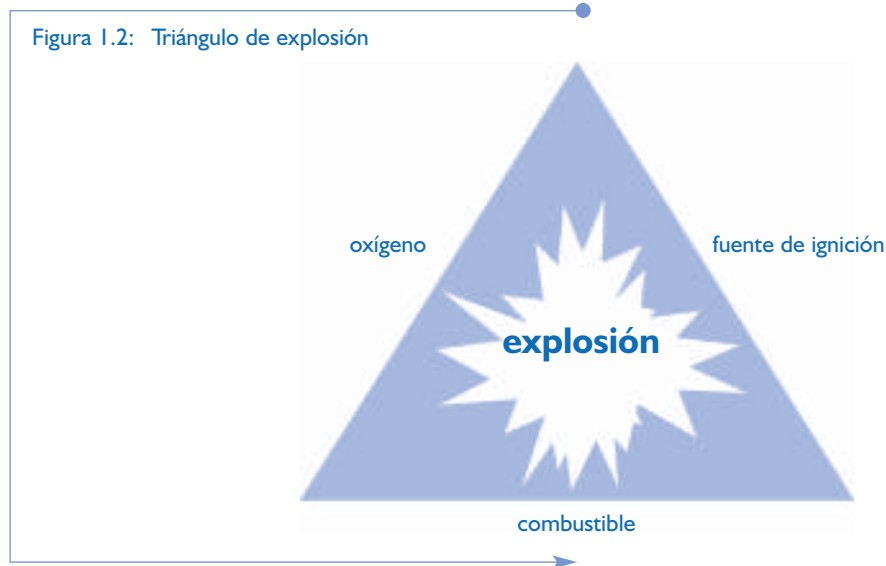 Figura 1.2: Triángulo de explosión
oxígeno
fuente de ignición
explosión
combustible